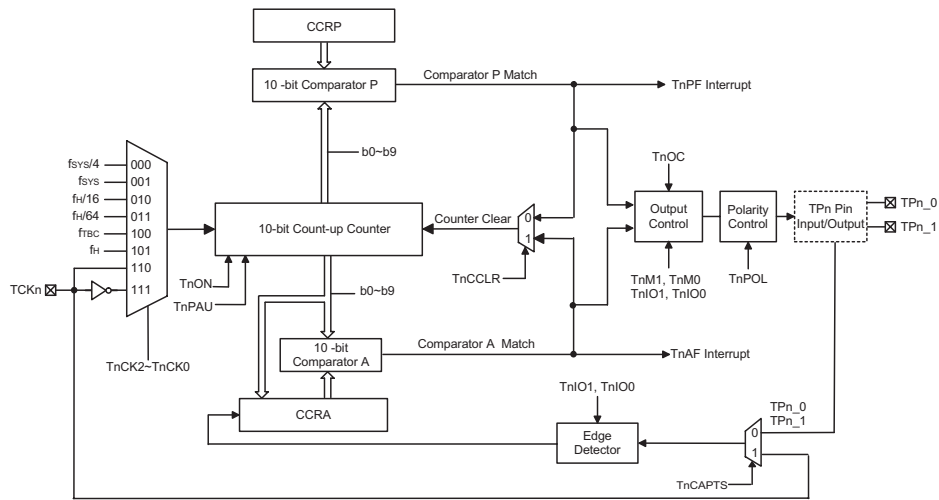 CCRP
10 -bit Comparator P
Comparator P Match
TnPF Interrupt
b0~b9
TnOC
fSYS/4
000
fSYS
001
fH/16
010
fH/64
011
fTBC
100
fH
101
110
111
TCKn
10-bit Count-up Counter
Counter Clear
0
1
Output
Control
Polarity
Control
TPn Pin
Input/Output
TPn_0
TPn_1
TnON
TnPAU
TnCCLR
TnM1, TnM0
TnIO1, TnIO0
TnPOL
b0~b9
10 -bit
Comparator A
Comparator A Match
TnAF Interrupt
TnCK2~TnCK0
CCRA
TnIO1, TnIO0
Edge
Detector
TPn_0
TPn_1
0
1
TnCAPTS